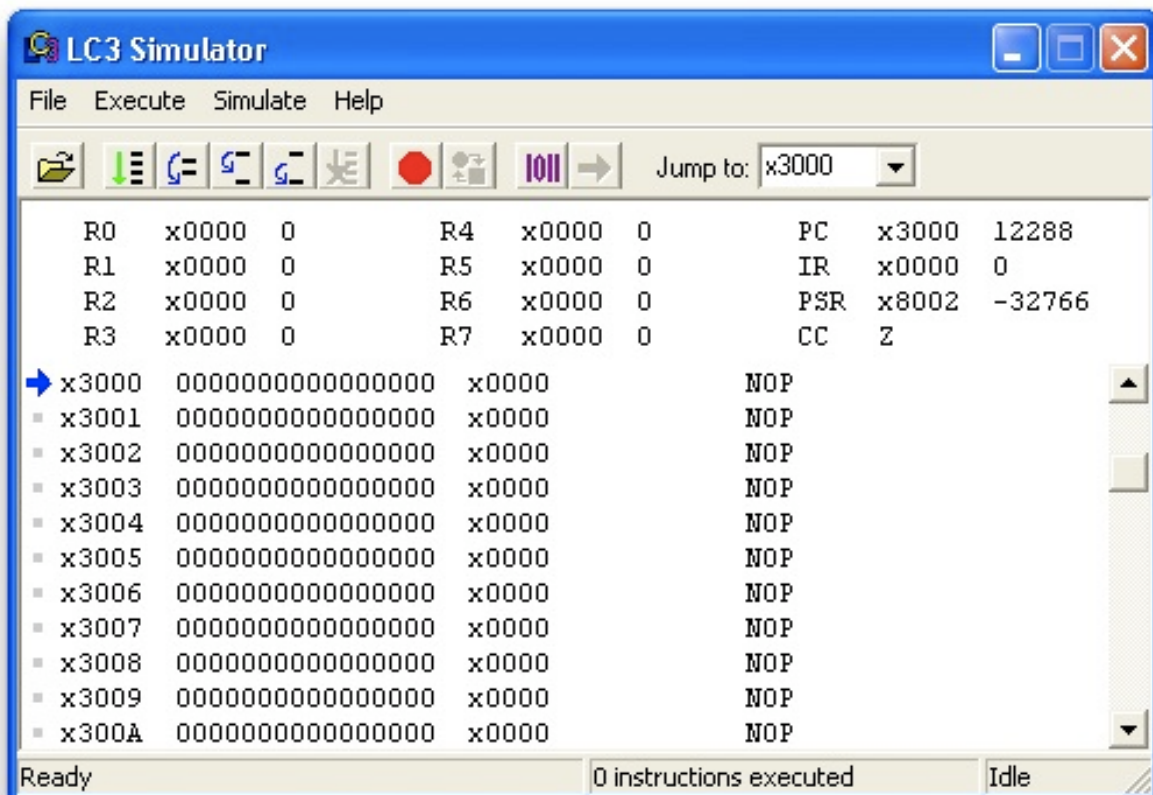 LC3 Simulator
File Execute Simulate Help
Jump to: x3000
R0 x0000 0 R4 x0000 0 PC x3000 12288
R1 x0000 0 R5 x0000 0 IR x0000 0
R2 x0000 0 R6 x0000 0 PSR x8002 -32766
R3 x0000 0 R7 x0000 0 CC Z
x3000 0000000000000000 x0000 NOP
x3001 0000000000000000 x0000 NOP
x3002 0000000000000000 x0000 NOP
x3003 0000000000000000 x0000 NOP
x3004 0000000000000000 x0000 NOP
x3005 0000000000000000 x0000 NOP
x3006 0000000000000000 x0000 NOP
x3007 0000000000000000 x0000 NOP
x3008 0000000000000000 x0000 NOP
x3009 0000000000000000 x0000 NOP
x300A 0000000000000000 x0000 NOP
Ready 0 instructions executed Idle